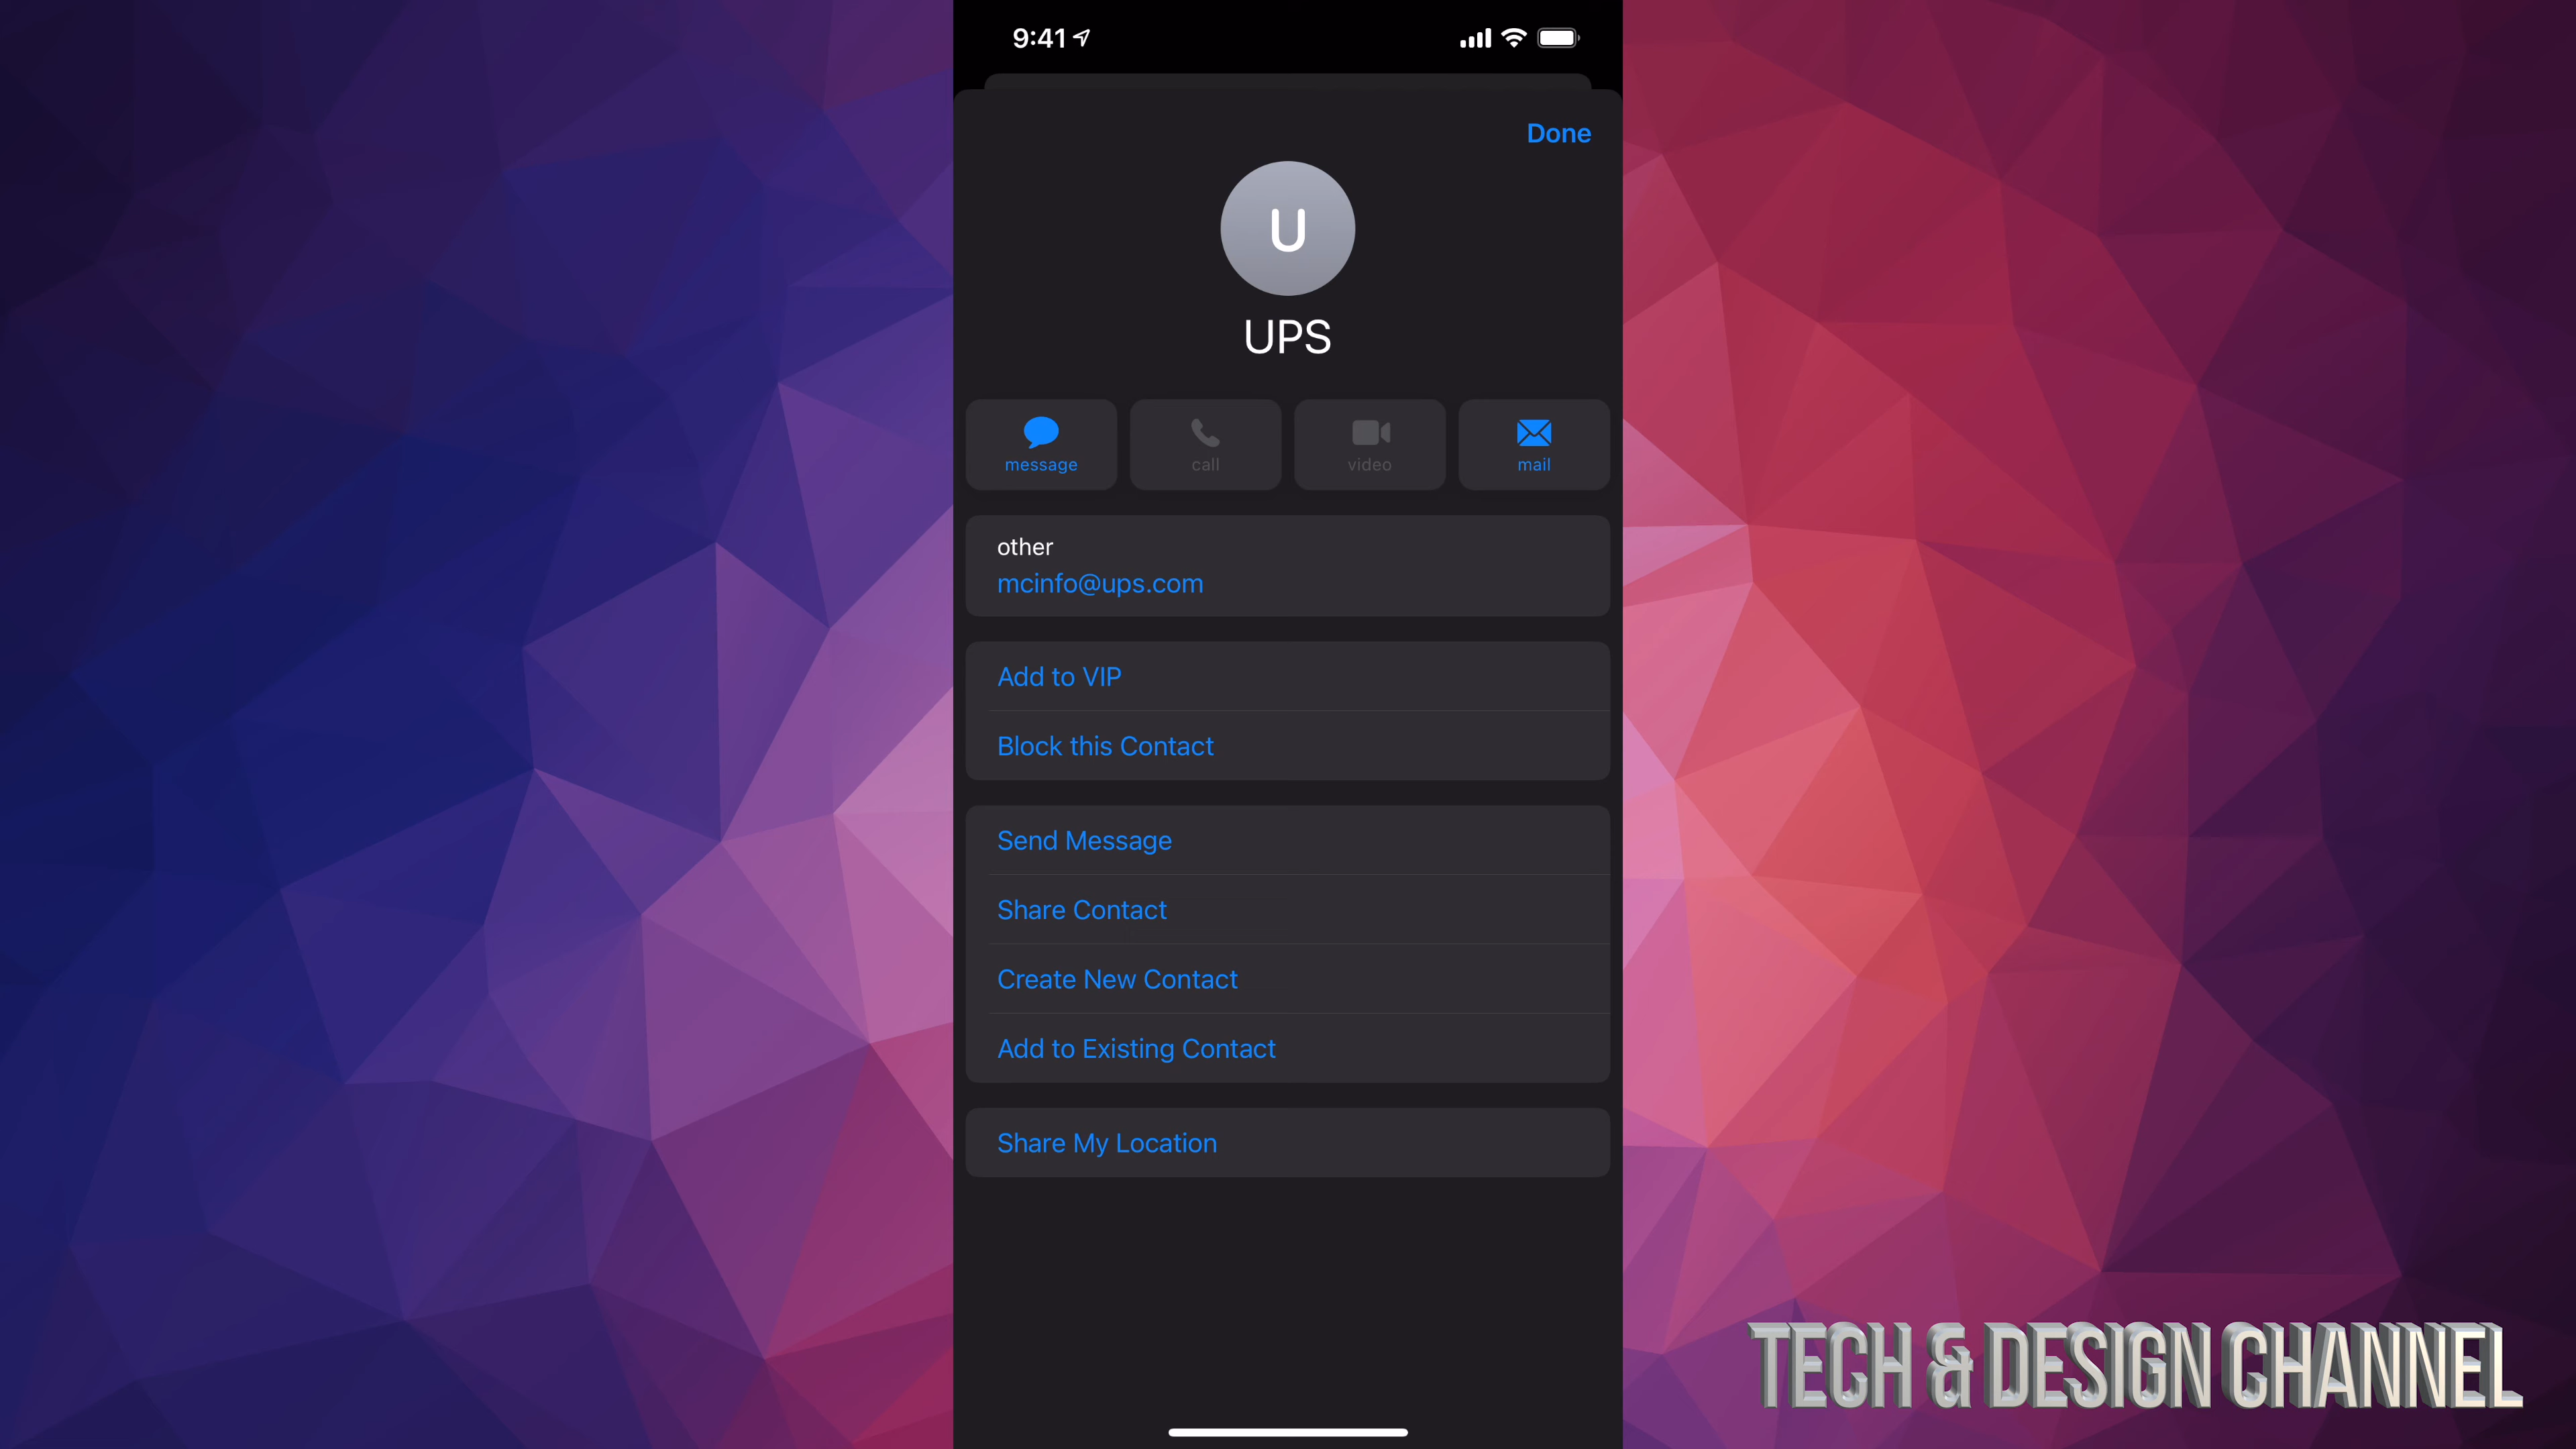 9:41
Done
U
UPS
message call video mail
other
mcinfo@ups.com
Add to VIP
Block this Contact
Send Message
Share Contact
Create New Contact
Add to Existing Contact
Share My Location
TECH & DESIGN CHANNEL